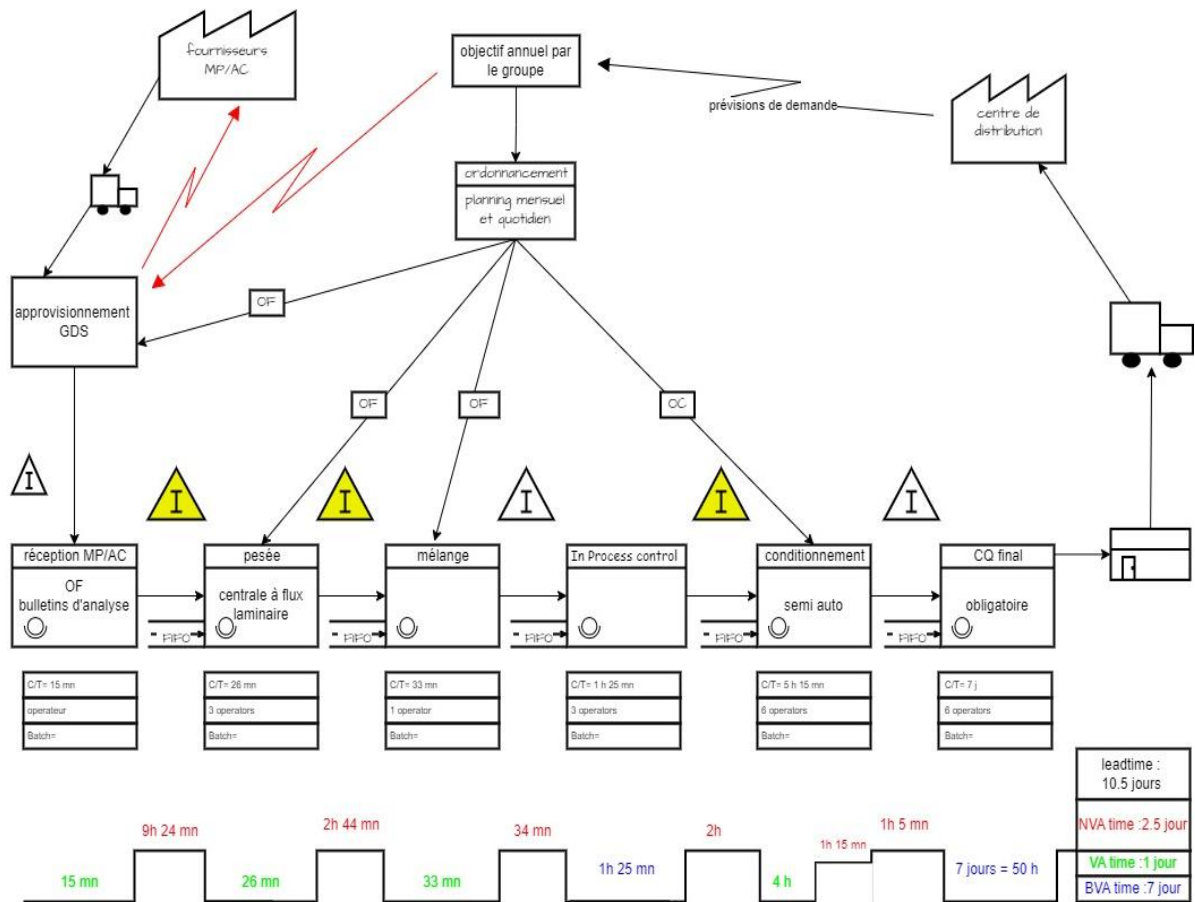 fournisseurs
MP/AC
objectif annuel par
le groupe
prévisions de demande
centre de
distribution
ordonnancement
planning mensuel
et quotidien
approvisionnement
GDS
OF
OF
OF
OC
I
I
I
I
I
I
réception MP/AC
OF
bulletins d'analyse
FIFO
pesée
centrale à flux
laminaire
FIFO
mélange
FIFO
In Process control
FIFO
conditionnement
semi auto
FIFO
CQ final
obligatoire
C/T= 15 mn
operateur
Batch=
C/T= 26 mn
3 operators
Batch=
C/T= 33 mn
1 operator
Batch=
C/T= 1 h 25 mn
3 operators
Batch=
C/T= 5 h 15 mn
6 operators
Batch=
C/T= 7 j
6 operators
Batch=
15 mn
9h 24 mn
26 mn
2h 44 mn
33 mn
34 mn
1h 25 mn
2h
4 h
1h 15 mn
1h 5 mn
7 jours = 50 h
leadtime :
10.5 jours
NVA time :2.5 jour
VA time :1 jour
BVA time :7 jour